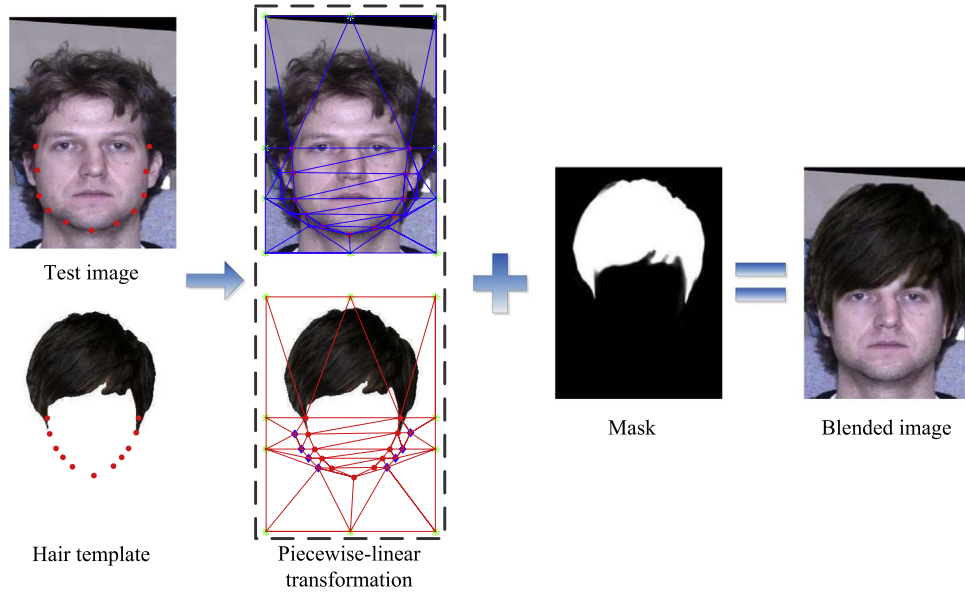 Test image
Hair template
Piecewise-linear
transformation
Mask
Blended image